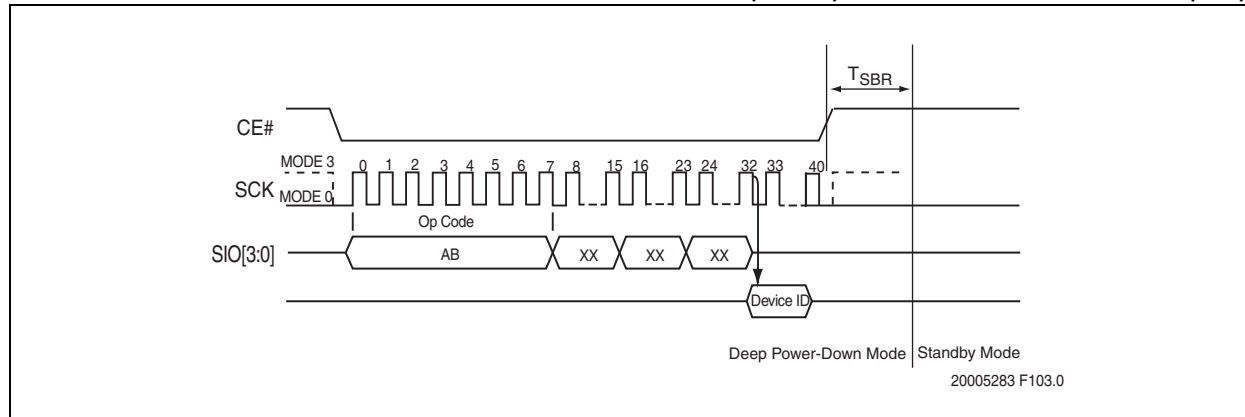 T_SBR
CE#
MODE 3
0 1 2 3 4 5 6 7 8 15 16 23 24 32 33 40
SCK
MODE 0
Op Code
SIO[3:0]
AB XX XX XX
Device ID
Deep Power-Down Mode Standby Mode
20005283 F103.0